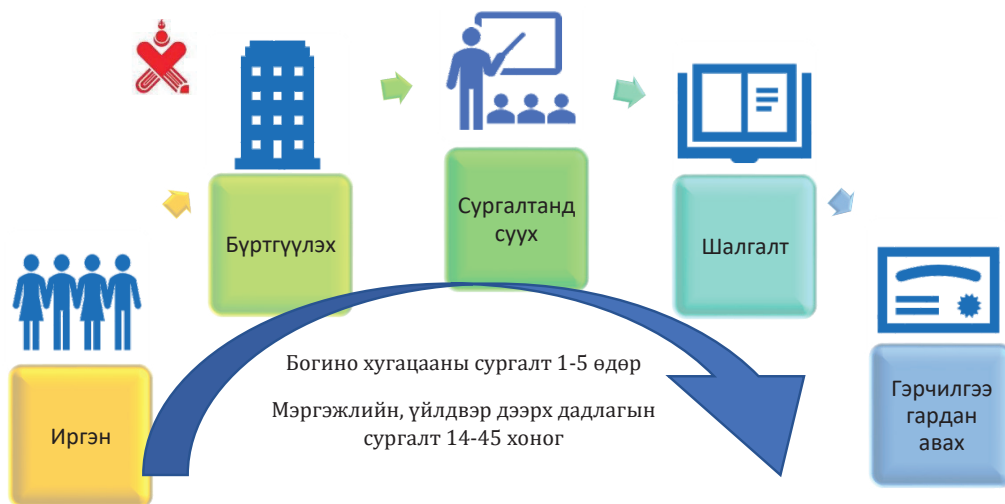 Иргэн
Бүртгүүлэх
Сургалтанд
суух
Шалгалт
Гэрчилгээ
гардан
авах
Богино хугацааны сургалт 1-5 өдөр
Мэргэжлийн, үйлдвэр дээрх дадлагын
сургалт 14-45 хоног